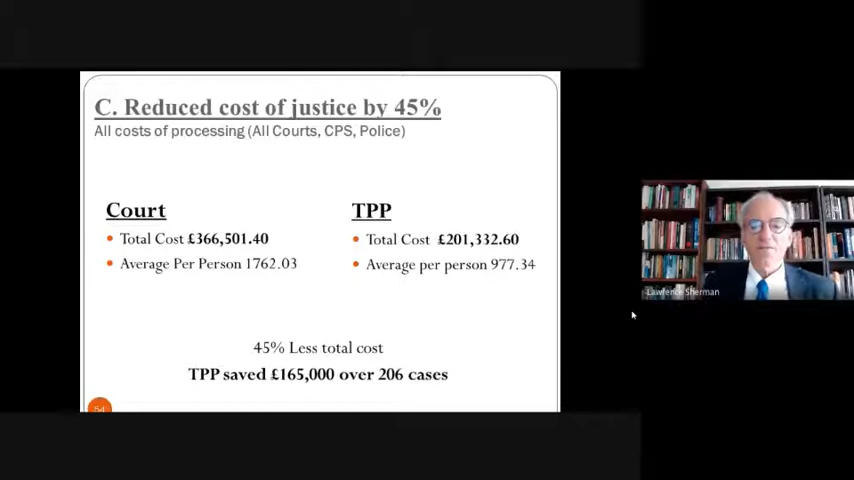 C. Reduced cost of justice by 45%
All costs of processing (All Courts, CPS, Police)
Court
Total Cost £366,501.40
Average Per Person 1762.03
TPP
Total Cost £201,332.60
Average per person 977.34
45% Less total cost
TPP saved £165,000 over 206 cases
54
Lawrence Sherman